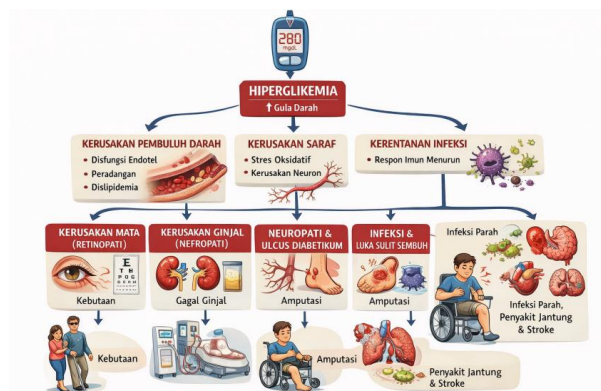 280
mg/dL
HIPERGLIKEMIA
↑ Gula Darah
KERUSAKAN PEMBULUH DARAH
• Disfungsi Endotel
• Peradangan
• Dislipidemia
KERUSAKAN SARAF
• Stres Oksidatif
• Kerusakan Neuron
KERENTANAN INFEKSI
• Respon Imun Menurun
KERUSAKAN MATA
(RETINOPATI)
E
Kebutaan
KERUSAKAN GINJAL
(NEFROPATI)
Gagal Ginjal
NEUROPATI &
ULCUS DIABETIKUM
Amputasi
INFEKSI &
LUKA SULIT SEMBUH
Amputasi
Infeksi Parah
Infeksi Parah,
Penyakit Jantung
& Stroke
Kebutaan
Amputasi
Penyakit Jantung
& Stroke